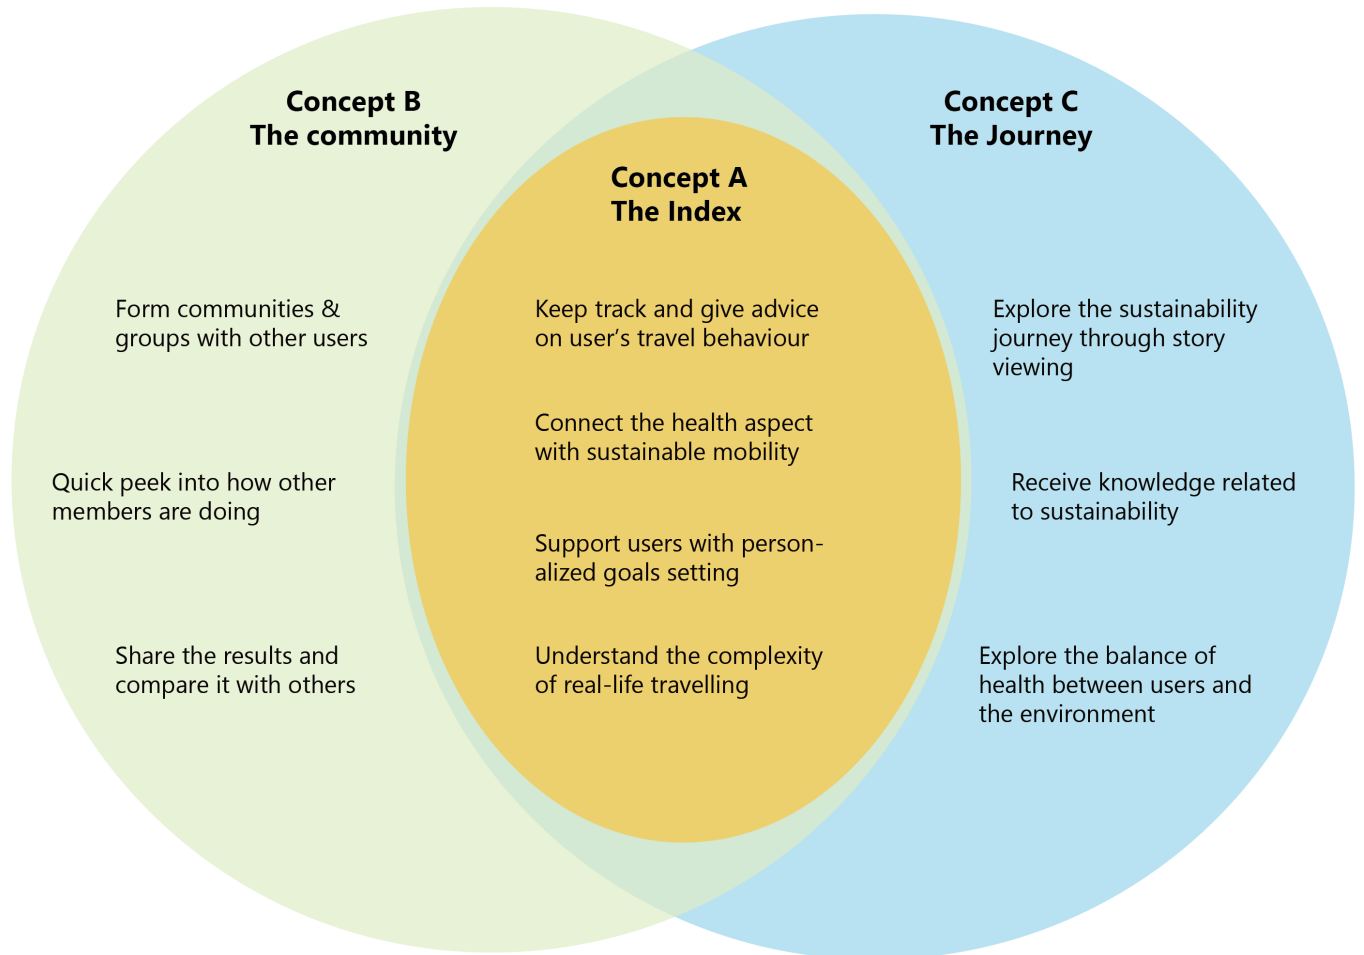 Concept B
The community
Form communities &
groups with other users
Quick peek into how other
members are doing
Share the results and
compare it with others
Concept A
The Index
Keep track and give advice
on user’s travel behaviour
Connect the health aspect
with sustainable mobility
Support users with person-
alized goals setting
Understand the complexity
of real-life travelling
Concept C
The Journey
Explore the sustainability
journey through story
viewing
Receive knowledge related
to sustainability
Explore the balance of
health between users and
the environment